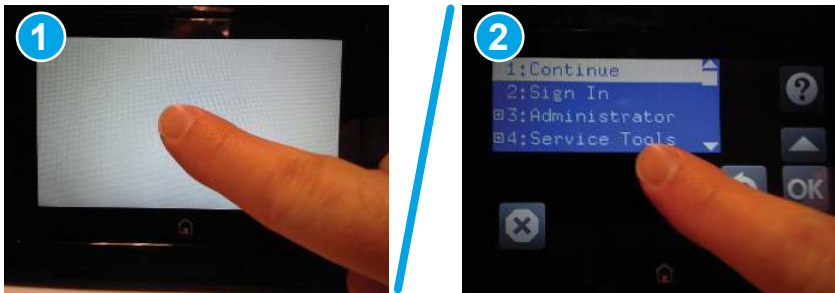 1
2
1:Continue
2:Sign In
3:Administrator
4:Service Tools
?
OK